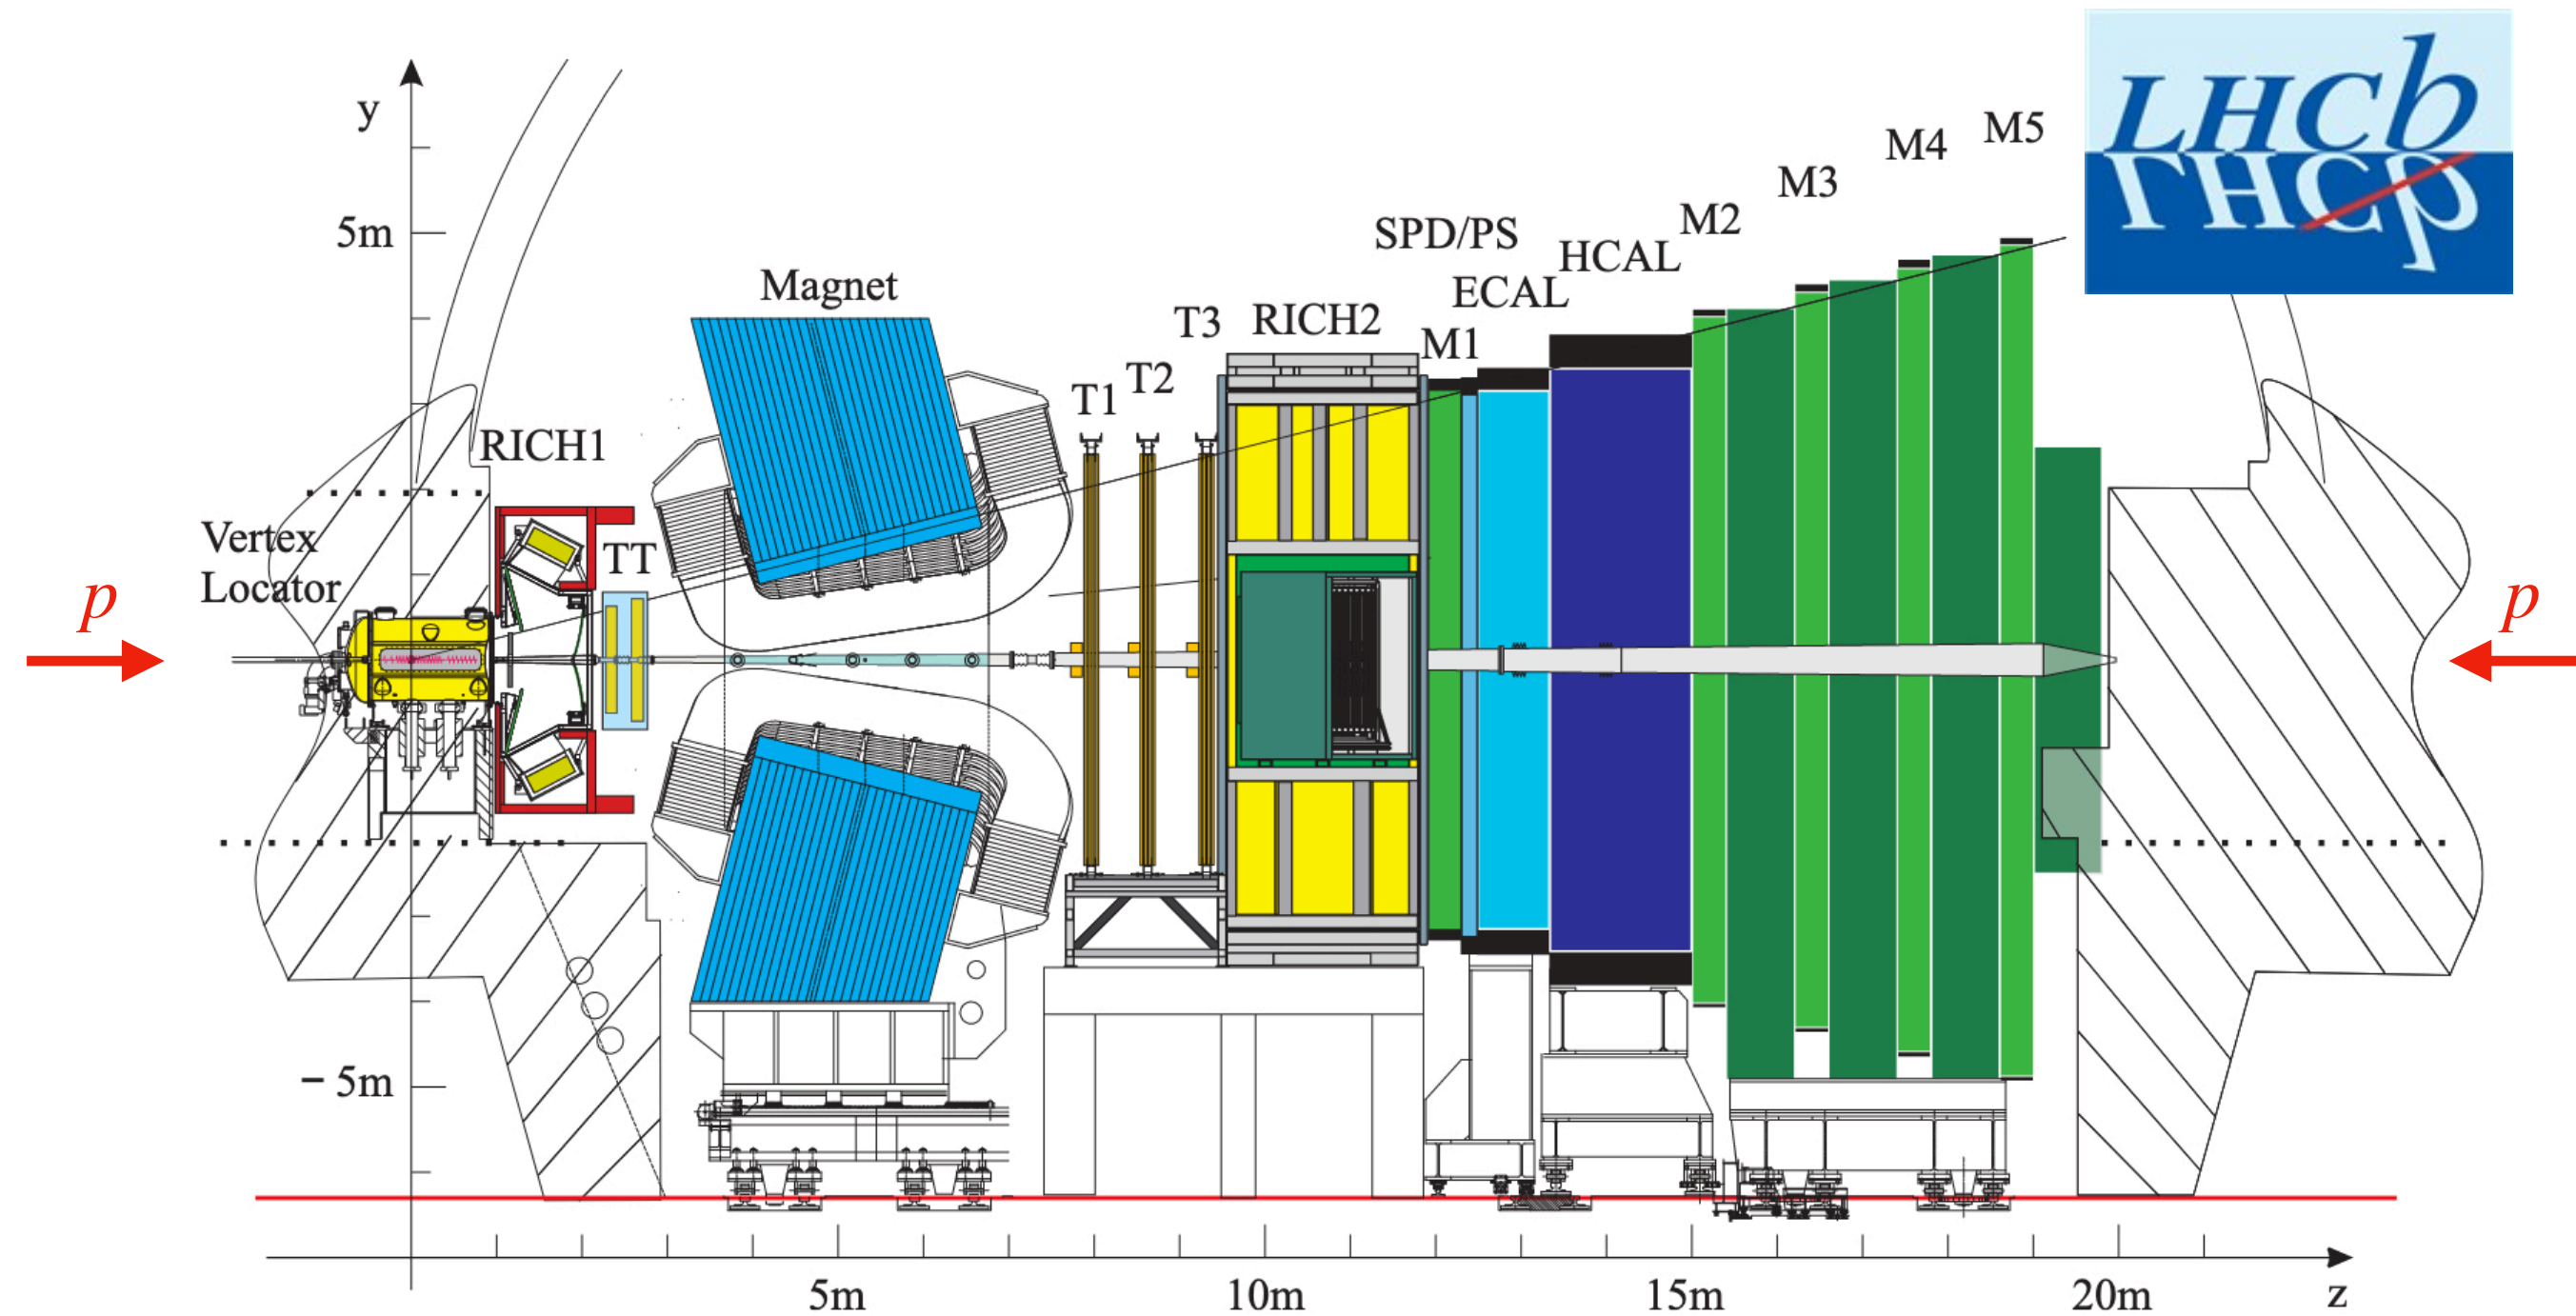 LHCb
LHCb
y
5m
M5
M4
M3
M2
SPD/PS
HCAL
ECAL
Magnet
T3
RICH2
M1
T2
T1
RICH1
Vertex
Locator
TT
p
p
− 5m
5m
10m
15m
20m
z